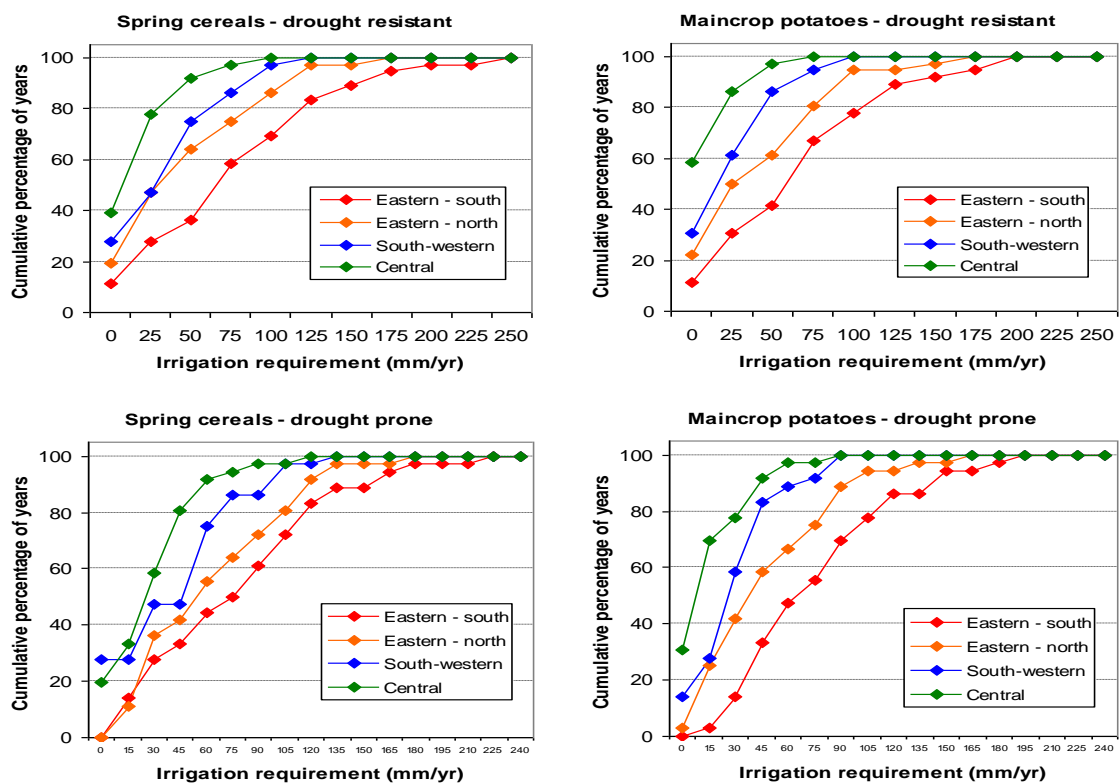 Spring cereals - drought resistant
Cumulative percentage of years
100
80
60
40
20
0
Eastern - south
Eastern - north
South-western
Central
0 25 50 75 100 125 150 175 200 225 250
Irrigation requirement (mm/yr)
Maincrop potatoes - drought resistant
Cumulative percentage of years
100
80
60
40
20
0
Eastern - south
Eastern - north
South-western
Central
0 25 50 75 100 125 150 175 200 225 250
Irrigation requirement (mm/yr)
Spring cereals - drought prone
Cumulative percentage of years
100
80
60
40
20
0
Eastern - south
Eastern - north
South-western
Central
0 15 30 45 60 75 90 105 120 135 150 165 180 195 210 225 240
Irrigation requirement (mm/yr)
Maincrop potatoes - drought prone
Cumulative percentage of years
100
80
60
40
20
0
Eastern - south
Eastern - north
South-western
Central
0 15 30 45 60 75 90 105 120 135 150 165 180 195 210 225 240
Irrigation requirement (mm/yr)